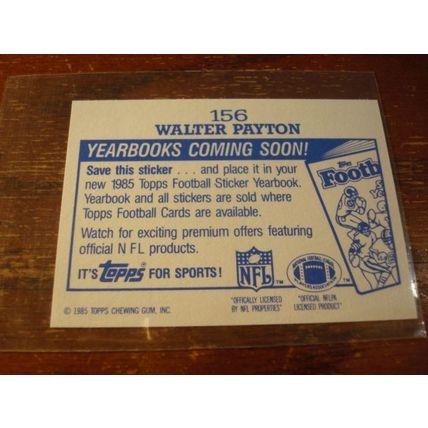 156
WALTER PAYTON
YEARBOOKS COMING SOON!
Save this sticker . . . and place it in your
new 1985 Topps Football Sticker Yearbook.
Yearbook and all stickers are sold where
Topps Football Cards are available.
Watch for exciting premium offers featuring
official N FL products.
Topps
Footb
IT'S Topps FOR SPORTS!
NFL
"OFFICIALLY LICENSED
BY NFL PROPERTIES"
"OFFICIAL NFLPA
LICENSED PRODUCT"
© 1985 TOPPS CHEWING GUM, INC.